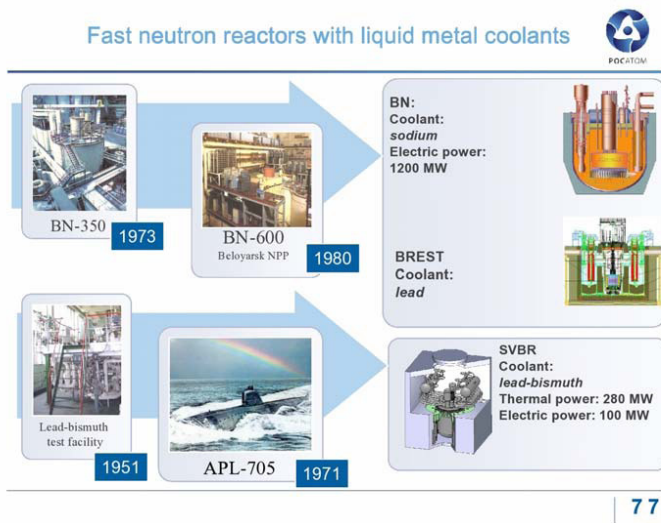 Fast neutron reactors with liquid metal coolants
РОСАТОМ
BN-350
1973
BN-600
Beloyarsk NPP
1980
BN:
Coolant:
sodium
Electric power:
1200 MW
BREST
Coolant:
lead
Lead-bismuth
test facility
1951
APL-705
1971
SVBR
Coolant:
lead-bismuth
Thermal power: 280 MW
Electric power: 100 MW
7 7